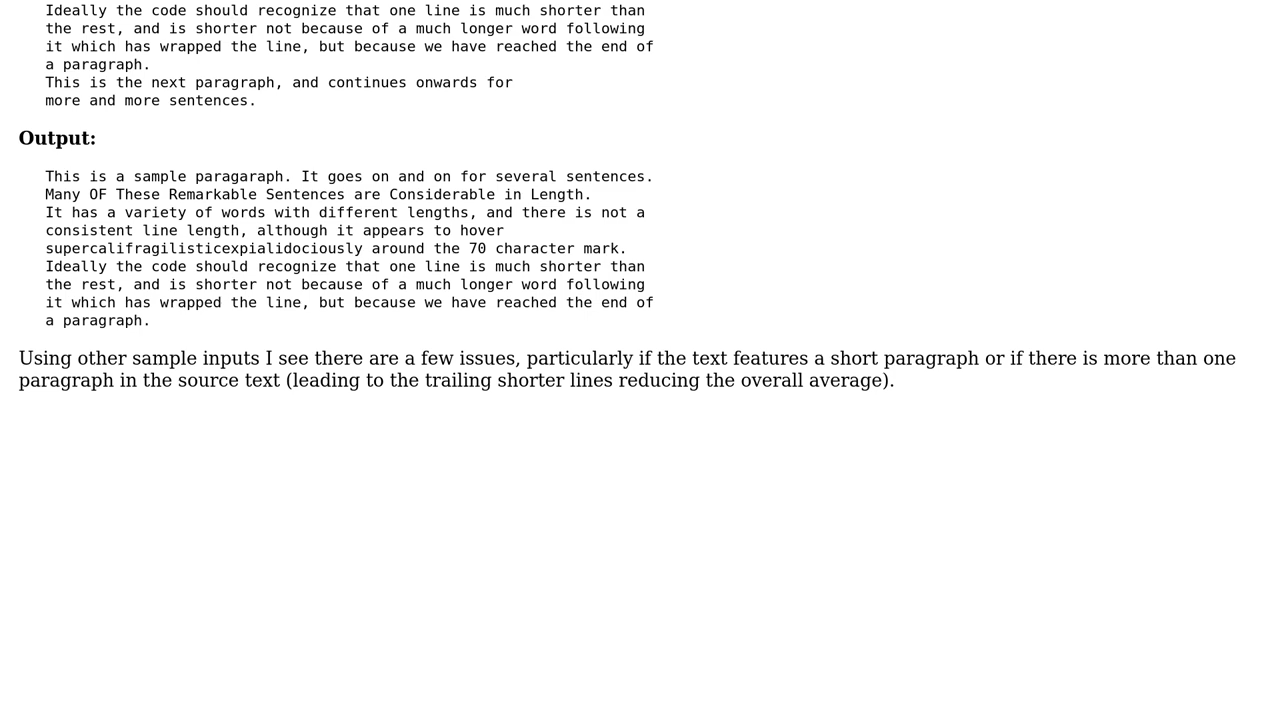 Ideally the code should recognize that one line is much shorter than
the rest, and is shorter not because of a much longer word following
it which has wrapped the line, but because we have reached the end of
a paragraph.
This is the next paragraph, and continues onwards for
more and more sentences.
Output:
This is a sample paragaraph. It goes on and on for several sentences.
Many OF These Remarkable Sentences are Considerable in Length.
It has a variety of words with different lengths, and there is not a
consistent line length, although it appears to hover
supercalifragilisticexpialidociously around the 70 character mark.
Ideally the code should recognize that one line is much shorter than
the rest, and is shorter not because of a much longer word following
it which has wrapped the line, but because we have reached the end of
a paragraph.
Using other sample inputs I see there are a few issues, particularly if the text features a short paragraph or if there is more than one
paragraph in the source text (leading to the trailing shorter lines reducing the overall average).